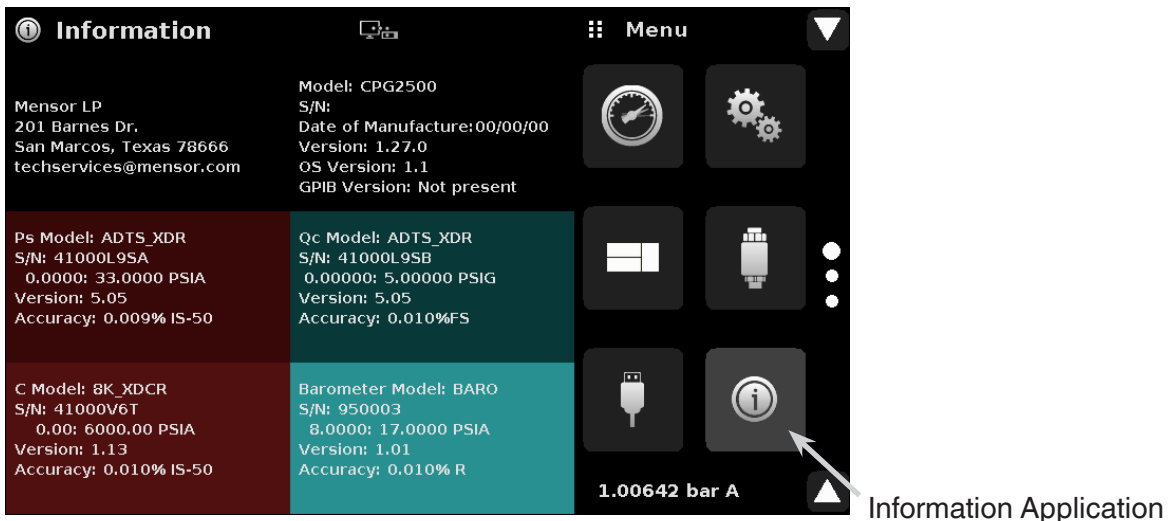 Information
Menu
Mensor LP
201 Barnes Dr.
San Marcos, Texas 78666
techservices@mensor.com
Model: CPG2500
S/N:
Date of Manufacture:00/00/00
Version: 1.27.0
OS Version: 1.1
GPIB Version: Not present
Ps Model: ADTS_XDR
S/N: 41000L9SA
0.0000: 33.0000 PSIA
Version: 5.05
Accuracy: 0.009% IS-50
Qc Model: ADTS_XDR
S/N: 41000L9SB
0.00000: 5.00000 PSIG
Version: 5.05
Accuracy: 0.010%FS
C Model: 8K_XDCR
S/N: 41000V6T
0.00: 6000.00 PSIA
Version: 1.13
Accuracy: 0.010% IS-50
Barometer Model: BARO
S/N: 950003
8.0000: 17.0000 PSIA
Version: 1.01
Accuracy: 0.010% R
1.00642 bar A
Information Application